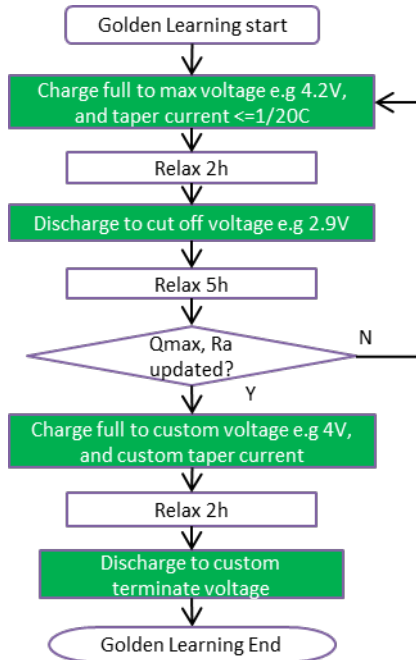 Golden Learning start
Charge full to max voltage e.g 4.2V,
and taper current <=1/20C
Relax 2h
Discharge to cut off voltage e.g 2.9V
Relax 5h
Qmax, Ra
updated?
N
Y
Charge full to custom voltage e.g 4V,
and custom taper current
Relax 2h
Discharge to custom
terminate voltage
Golden Learning End